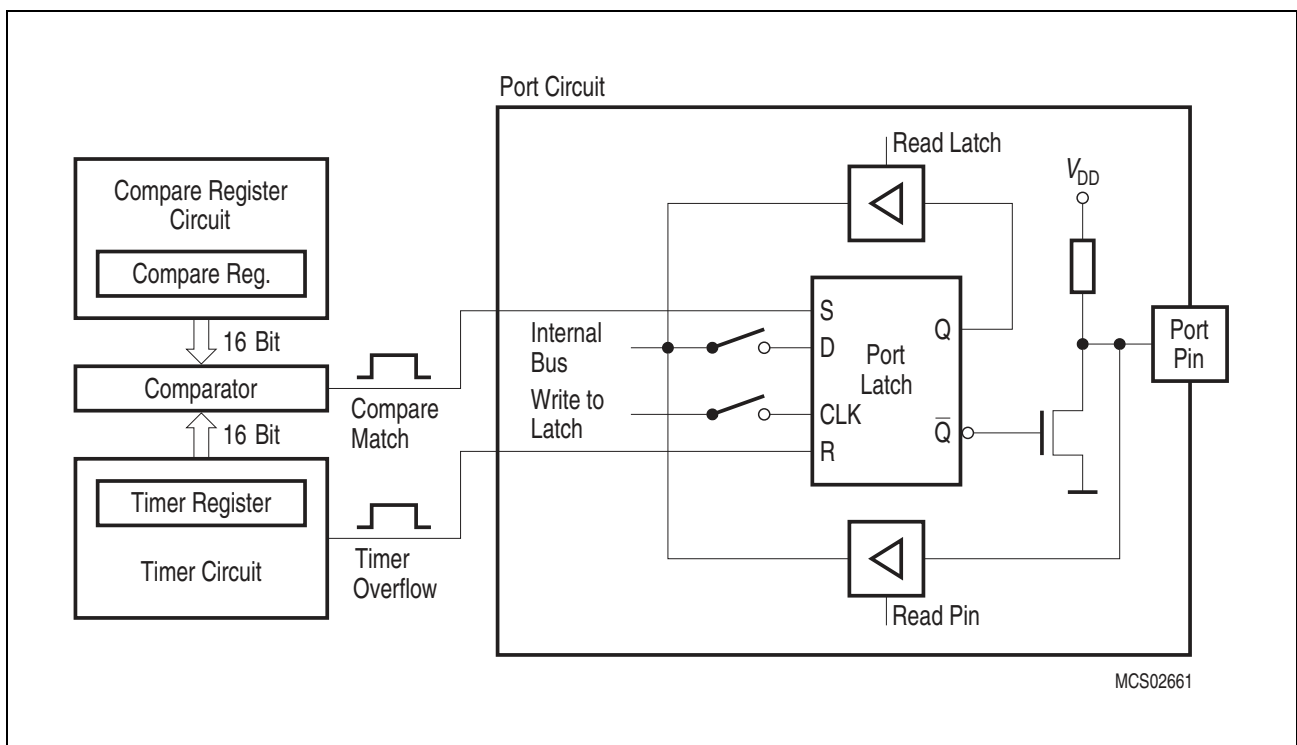 Port Circuit
Compare Register
Circuit
Compare Reg.
16 Bit
Comparator
16 Bit
Timer Register
Timer Circuit
Compare
Match
Timer
Overflow
Internal
Bus
Write to
Latch
Read Latch
S
D
CLK
R
Port
Latch
Q
Q̅
Read Pin
VDD
Port
Pin
MCS02661